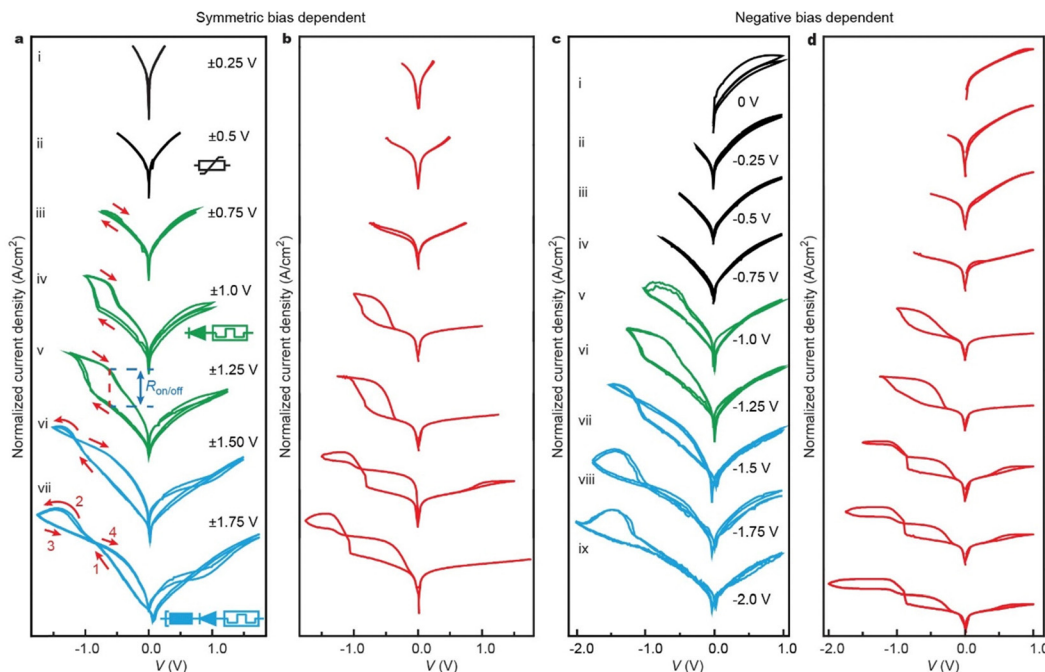 Symmetric bias dependent
Negative bias dependent
a
b
c
d
Normalized current density (A/cm²)
i
±0.25 V
ii
±0.5 V
iii
±0.75 V
iv
±1.0 V
v
±1.25 V
R on/off
vi
±1.50 V
vii
±1.75 V
2
3
4
1
-1.0 0.0 1.0
V (V)
Normalized current density (A/cm²)
-1.0 0.0 1.0
V (V)
Normalized current density (A/cm²)
i
0 V
ii
-0.25 V
iii
-0.5 V
iv
-0.75 V
v
-1.0 V
vi
-1.25 V
vii
-1.5 V
viii
-1.75 V
ix
-2.0 V
-2.0 -1.0 0.0 1.0
V (V)
Normalized current density (A/cm²)
-2.0 -1.0 0.0 1.0
V (V)